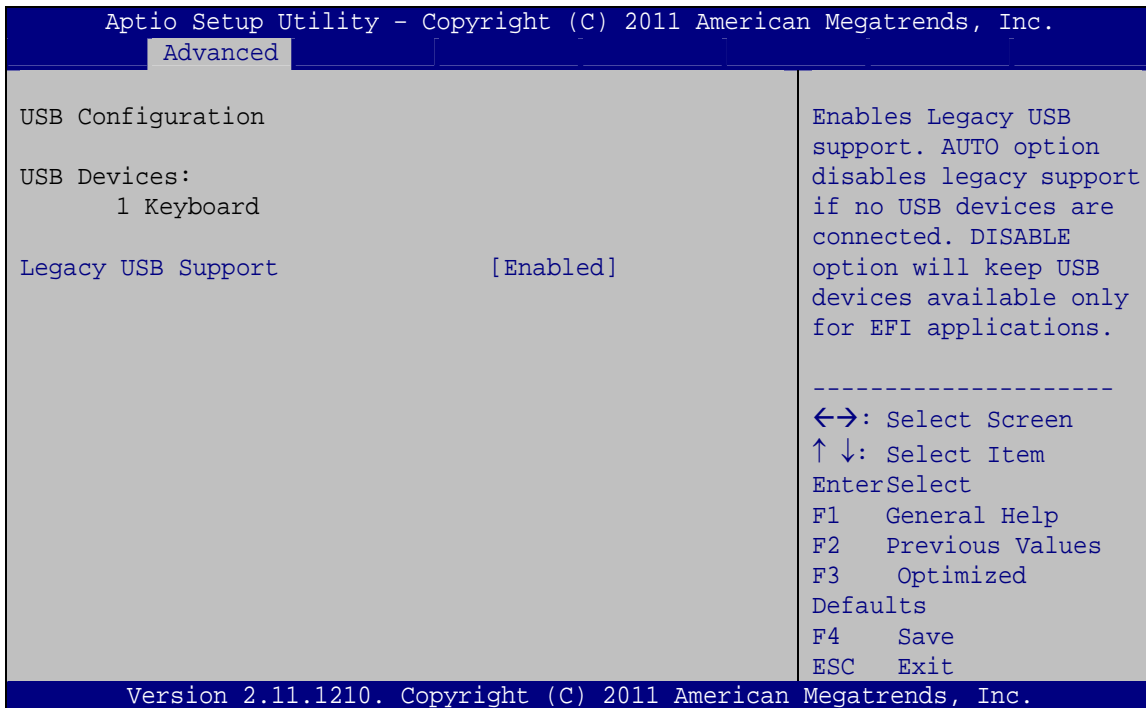 Aptio Setup Utility – Copyright (C) 2011 American Megatrends, Inc.
Advanced
USB Configuration
USB Devices:
1 Keyboard
Legacy USB Support [Enabled]
Enables Legacy USB
support. AUTO option
disables legacy support
if no USB devices are
connected. DISABLE
option will keep USB
devices available only
for EFI applications.
---------------------
←→: Select Screen
↑ ↓: Select Item
EnterSelect
F1 General Help
F2 Previous Values
F3 Optimized
Defaults
F4 Save
ESC Exit
Version 2.11.1210. Copyright (C) 2011 American Megatrends, Inc.